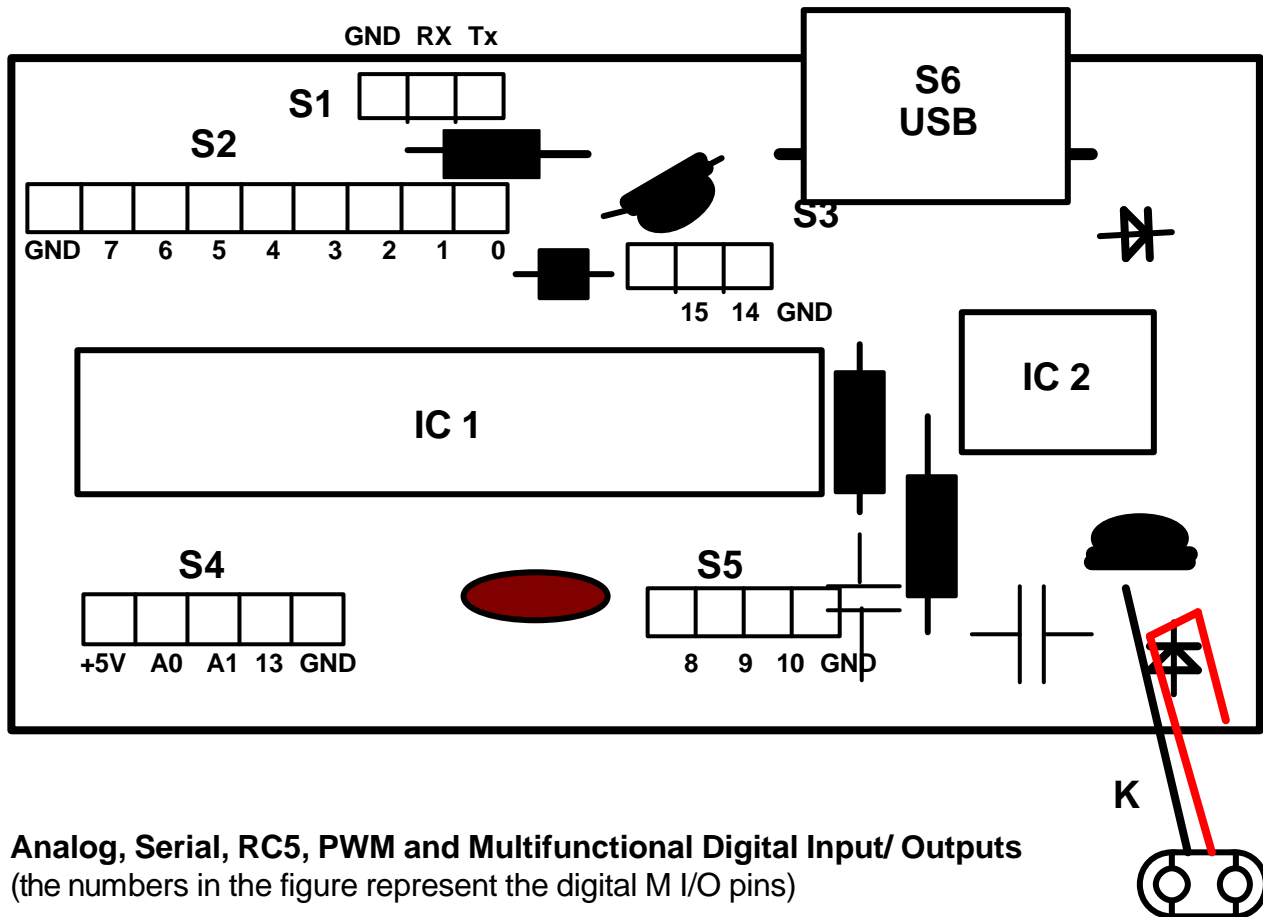 GND RX Tx
S1
S6
USB
S2
S3
GND 7 6 5 4 3 2 1 0
15 14 GND
IC 2
IC 1
S4
S5
+5V A0 A1 13 GND
8 9 10 GND
K
Analog, Serial, RC5, PWM and Multifunctional Digital Input/ Outputs
(the numbers in the figure represent the digital M I/O pins)